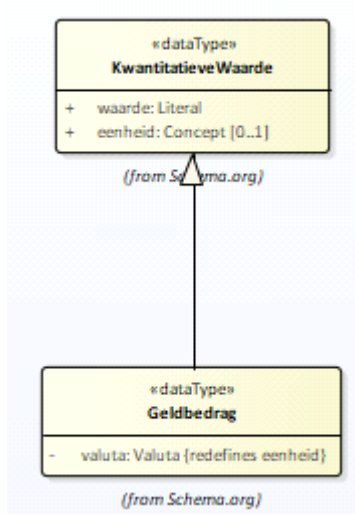 «dataType»
KwantitatieveWaarde
+ waarde: Literal
+ eenheid: Concept [0..1]
(from Schema.org)
«dataType»
Geldbedrag
- valuta: Valuta {redefines eenheid}
(from Schema.org)